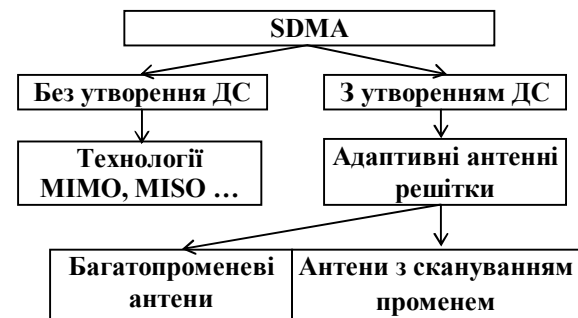 SDMA
Без утворення ДС
З утворенням ДС
Технології
MIMO, MISO …
Адаптивні антенні
решітки
Багатопроменеві
антени
Антени з скануванням
променем